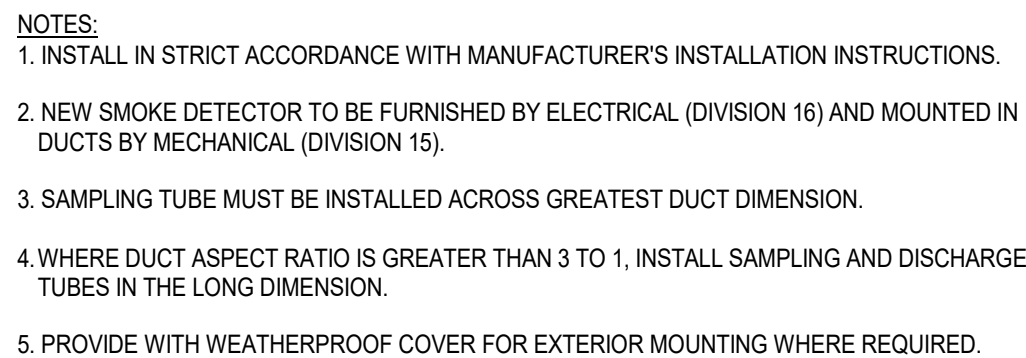 NOTES:
1. INSTALL IN STRICT ACCORDANCE WITH MANUFACTURER'S INSTALLATION INSTRUCTIONS.
2. NEW SMOKE DETECTOR TO BE FURNISHED BY ELECTRICAL (DIVISION 16) AND MOUNTED IN
DUCTS BY MECHANICAL (DIVISION 15).
3. SAMPLING TUBE MUST BE INSTALLED ACROSS GREATEST DUCT DIMENSION.
4. WHERE DUCT ASPECT RATIO IS GREATER THAN 3 TO 1, INSTALL SAMPLING AND DISCHARGE
TUBES IN THE LONG DIMENSION.
5. PROVIDE WITH WEATHERPROOF COVER FOR EXTERIOR MOUNTING WHERE REQUIRED.